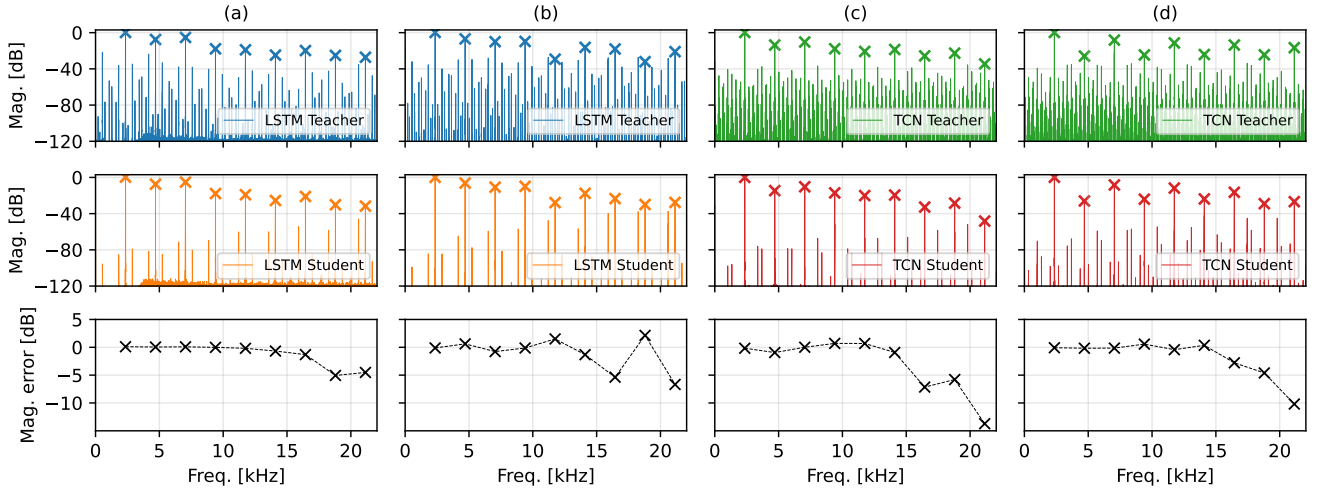 (a) (b) (c) (d)
Mag. [dB]
0
−40
−80
−120
LSTM Teacher LSTM Teacher TCN Teacher TCN Teacher
Mag. [dB]
0
−40
−80
−120
LSTM Student LSTM Student TCN Student TCN Student
Mag. error [dB]
5
0
−5
−10
0 5 10 15 20 0 5 10 15 20 0 5 10 15 20 0 5 10 15 20
Freq. [kHz] Freq. [kHz] Freq. [kHz] Freq. [kHz]